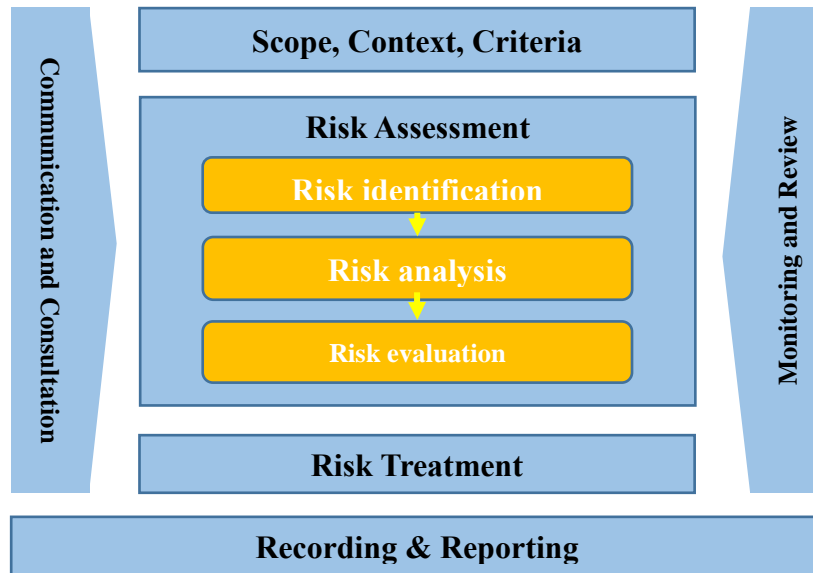 Scope, Context, Criteria
Communication and Consultation
Risk Assessment
Risk identification
Risk analysis
Risk evaluation
Monitoring and Review
Risk Treatment
Recording & Reporting